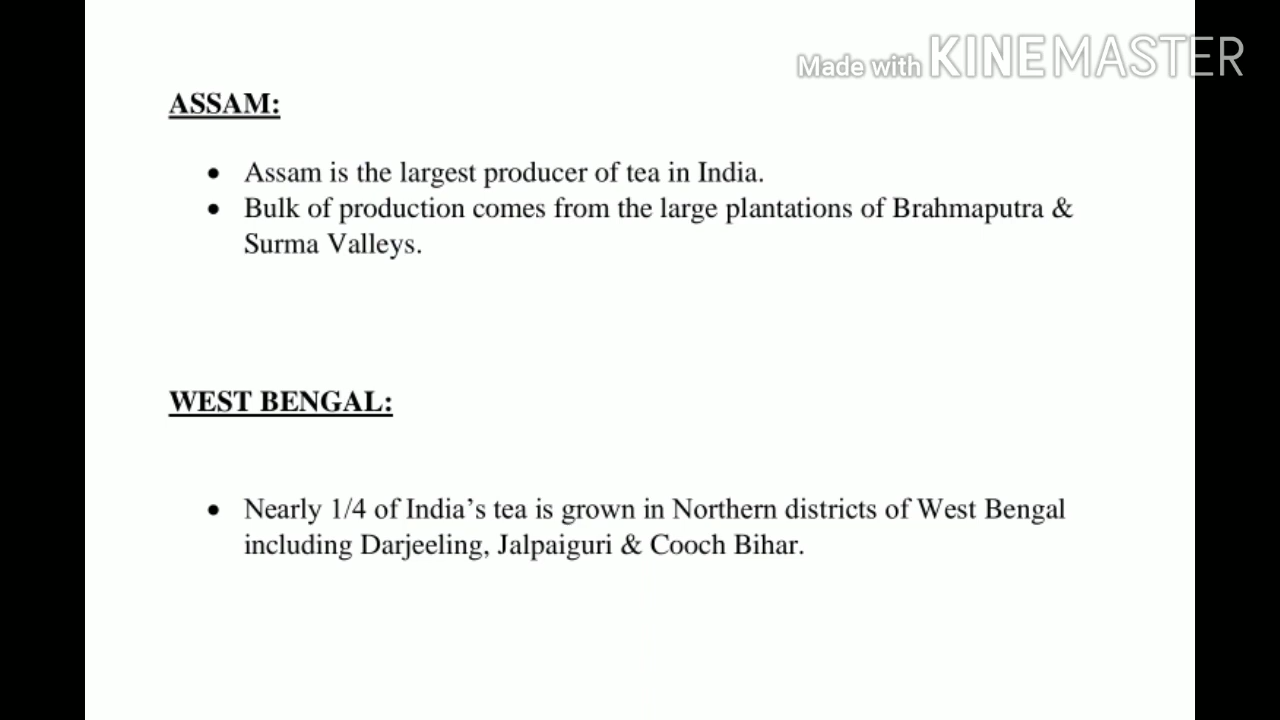 Made with KINEMASTER
ASSAM:
• Assam is the largest producer of tea in India.
• Bulk of production comes from the large plantations of Brahmaputra &
Surma Valleys.
WEST BENGAL:
• Nearly 1/4 of India’s tea is grown in Northern districts of West Bengal
including Darjeeling, Jalpaiguri & Cooch Bihar.